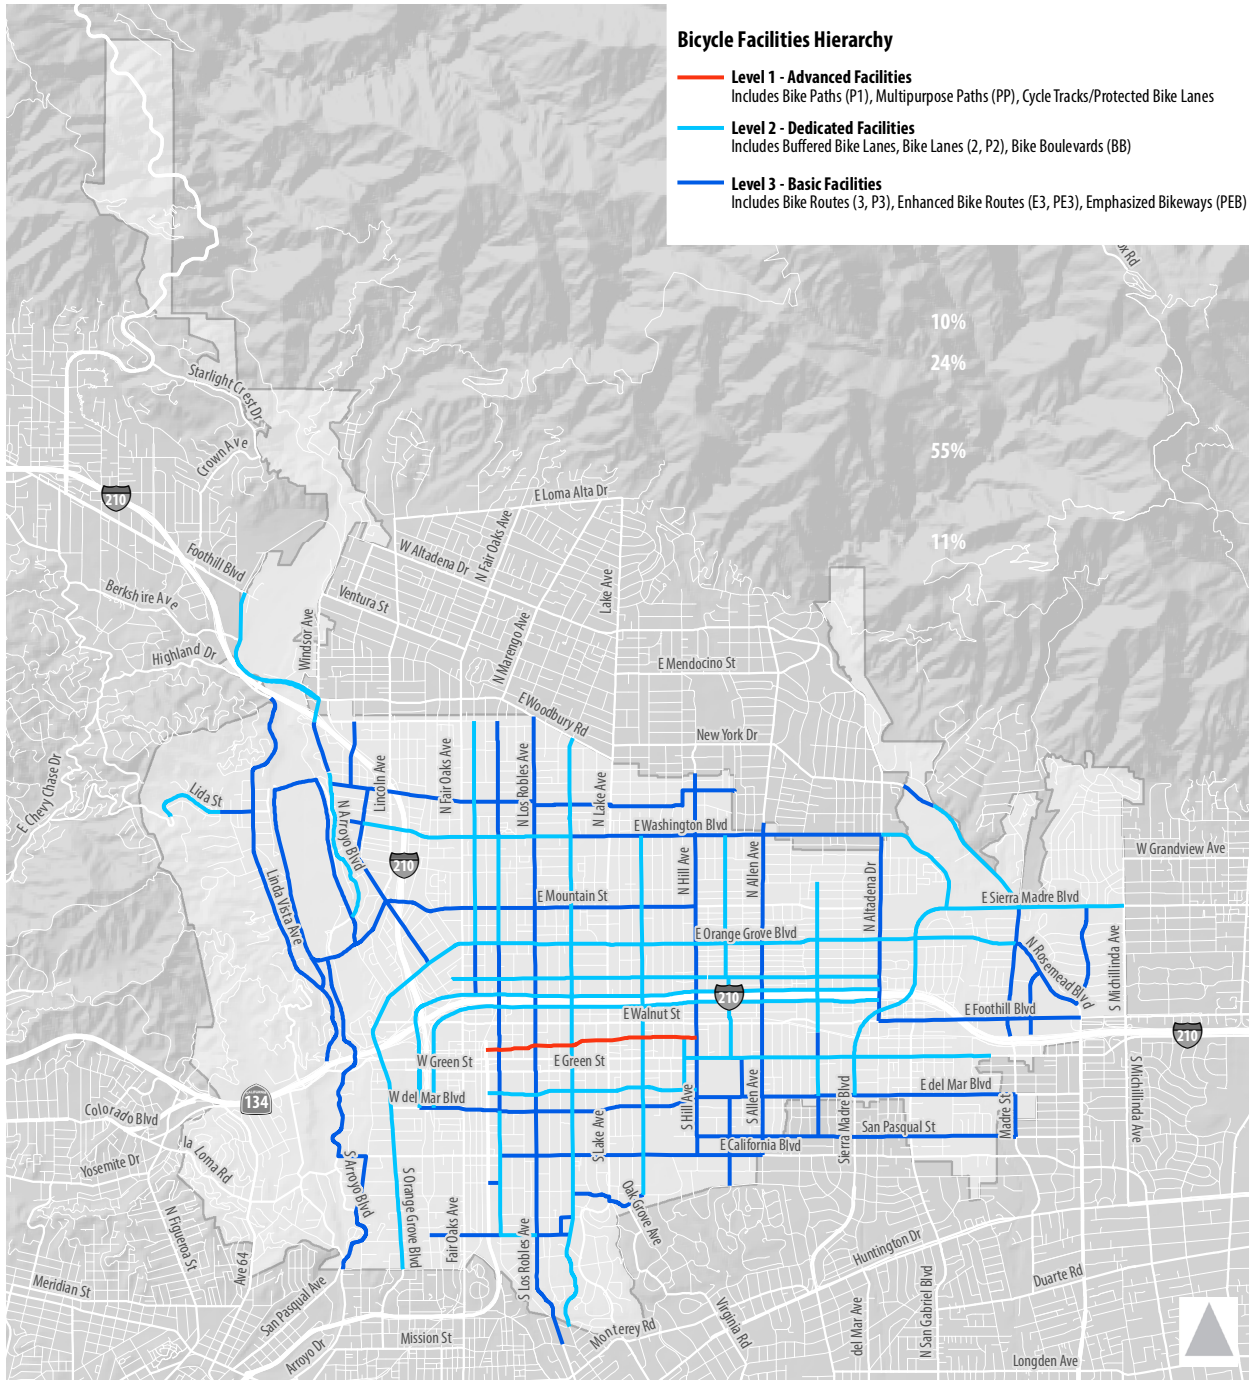 Bicycle Facilities Hierarchy
Level 1 - Advanced Facilities
Includes Bike Paths (P1), Multipurpose Paths (PP), Cycle Tracks/Protected Bike Lanes
Level 2 - Dedicated Facilities
Includes Buffered Bike Lanes, Bike Lanes (2, P2), Bike Boulevards (BB)
Level 3 - Basic Facilities
Includes Bike Routes (3, P3), Enhanced Bike Routes (E3, PE3), Emphasized Bikeways (PEB)
10%
24%
Starlight Crest Dr
55%
Crown Ave
210
E Loma Alta Dr
11%
N Fair Oaks Ave
W Altadena Dr
Foothill Blvd
Lake Ave
Berkshire Ave
Ventura St
Windsor Ave
N Marengo Ave
Highland Dr
E Mendocino St
E Woodbury Rd
New York Dr
E Chevy Chase Dr
Lida St
Lincoln Ave
N Fair Oaks Ave
N Los Robles Ave
N Lake Ave
N Arroyo Blvd
E Washington Blvd
W Grandview Ave
210
N Hill Ave
N Allen Ave
N Altadena Dr
Linda Vista Ave
E Mountain St
E Sierra Madre Blvd
E Orange Grove Blvd
N Rosemead Blvd
S Michillinda Ave
210
E Walnut St
E Foothill Blvd
210
W Green St
E Green St
134
W del Mar Blvd
E del Mar Blvd
S Hill Ave
S Allen Ave
Sierra Madre Blvd
Madre St
S Michillinda Ave
Colorado Blvd
S Lake Ave
San Pasqual St
E California Blvd
la Loma Rd
Yosemite Dr
S Arroyo Blvd
S Orange Grove Blvd
Oak Grove Ave
N Figueroa St
Fair Oaks Ave
S Los Robles Ave
Huntington Dr
Ave 64
Meridian St
San Pasqual Ave
Duarte Rd
N San Gabriel Blvd
del Mar Ave
Virginia Rd
Monterey Rd
Mission St
Arroyo Dr
Longden Ave